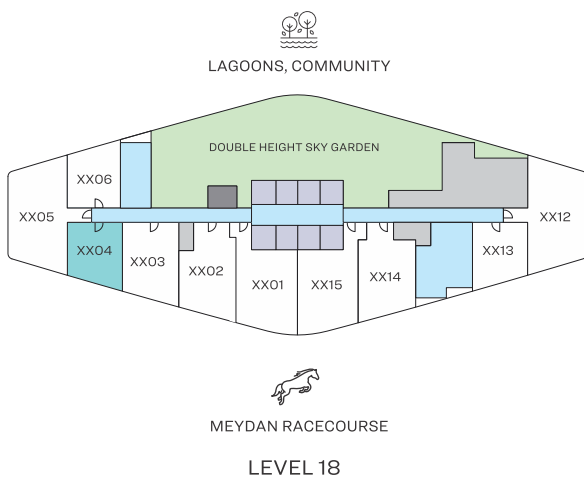 LAGOONS, COMMUNITY
DOUBLE HEIGHT SKY GARDEN
XX06
XX05
XX12
XX04
XX03
XX02
XX01
XX15
XX14
XX13
MEYDAN RACECOURSE
LEVEL 18